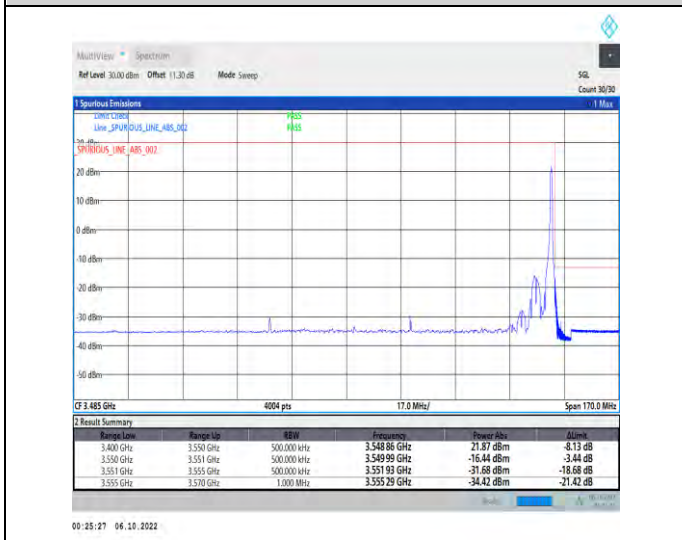 MultiView Spectrum
Ref Level 30.00 dBm Offset 11.30 dB Mode Sweep SGL
Count 30/30
1 Spurious Emissions 1 Max
Limit Check PASS
Line _SPURIOUS_LINE_ABS_002 PASS
_SPURIOUS_LINE_ABS_002
20 dBm
10 dBm
0 dBm
-10 dBm
-20 dBm
-30 dBm
-40 dBm
-50 dBm
CF 3.485 GHz 4004 pts 17.0 MHz/ Span 170.0 MHz
2 Result Summary
Range Low Range Up RBW Frequency Power Abs ΔLimit
3.400 GHz 3.550 GHz 500.000 kHz 3.548 86 GHz 21.87 dBm -8.13 dB
3.550 GHz 3.551 GHz 500.000 kHz 3.549 99 GHz -16.44 dBm -3.44 dB
3.551 GHz 3.555 GHz 500.000 kHz 3.551 93 GHz -31.68 dBm -18.68 dB
3.555 GHz 3.570 GHz 1.000 MHz 3.555 29 GHz -34.42 dBm -21.42 dB
00:25:27 06.10.2022